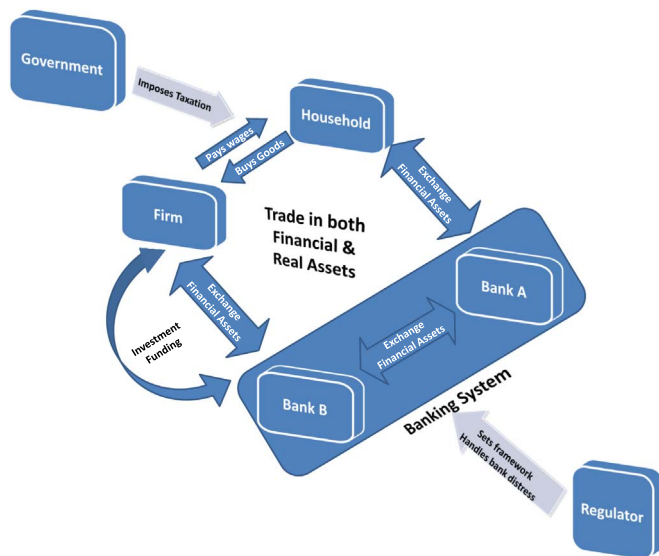 Government
Imposes Taxation
Household
Pays wages
Buys Goods
Exchange
Financial Assets
Firm
Trade in both
Financial &
Real Assets
Bank A
Exchange
Financial Assets
Investment
Funding
Exchange
Financial Assets
Bank B
Banking System
Sets framework
Handles bank distress
Regulator